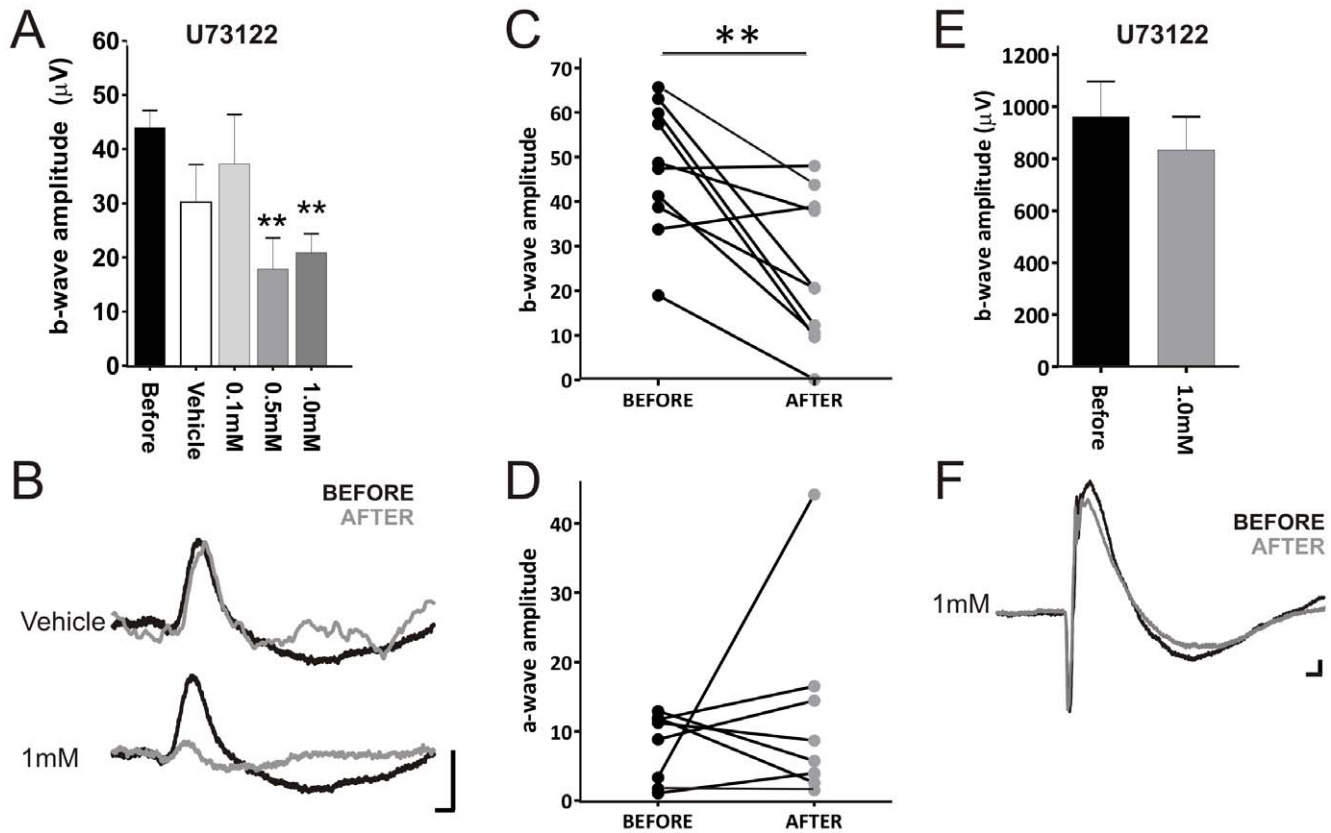 A
U73122
b-wave amplitude (μV)
60
50
40
30
20
10
0
**
**
Before
Vehicle
0.1mM
0.5mM
1.0mM
B
BEFORE
AFTER
Vehicle
1mM
C
**
b-wave amplitude
70
60
50
40
30
20
10
0
BEFORE
AFTER
D
a-wave amplitude
40
30
20
10
0
BEFORE
AFTER
E
U73122
b-wave amplitude (μV)
1200
1000
800
600
400
200
0
Before
1.0mM
F
BEFORE
AFTER
1mM